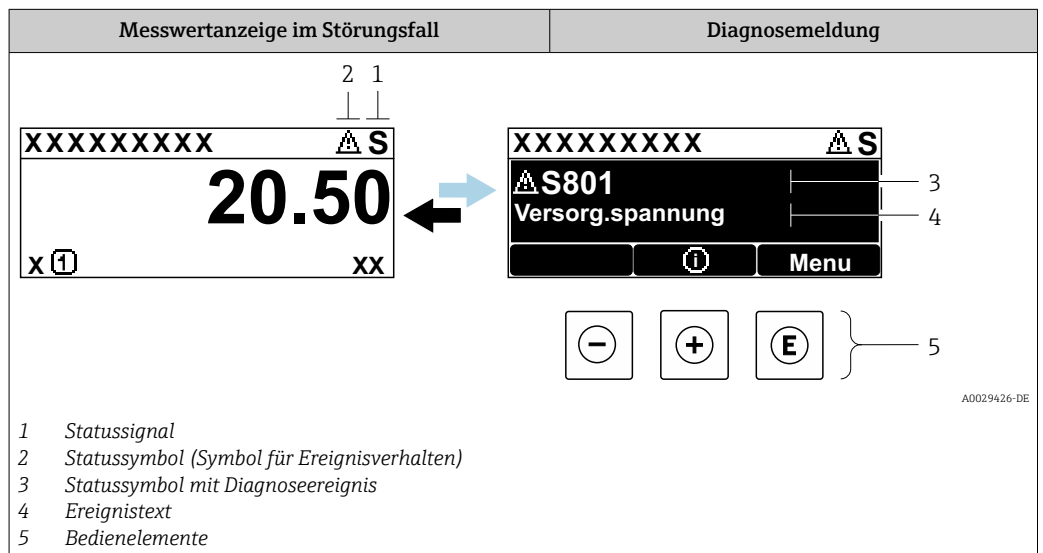 Messwertanzeige im Störungsfall Diagnosemeldung
2 1
XXXXXXXXX ⚠ S
20.50
x 1 xx
XXXXXXXXX ⚠ S
⚠S801 3
Versorg.spannung 4
i Menu
− + E 5
A0029426-DE
1 Statussignal
2 Statussymbol (Symbol für Ereignisverhalten)
3 Statussymbol mit Diagnoseereignis
4 Ereignistext
5 Bedienelemente